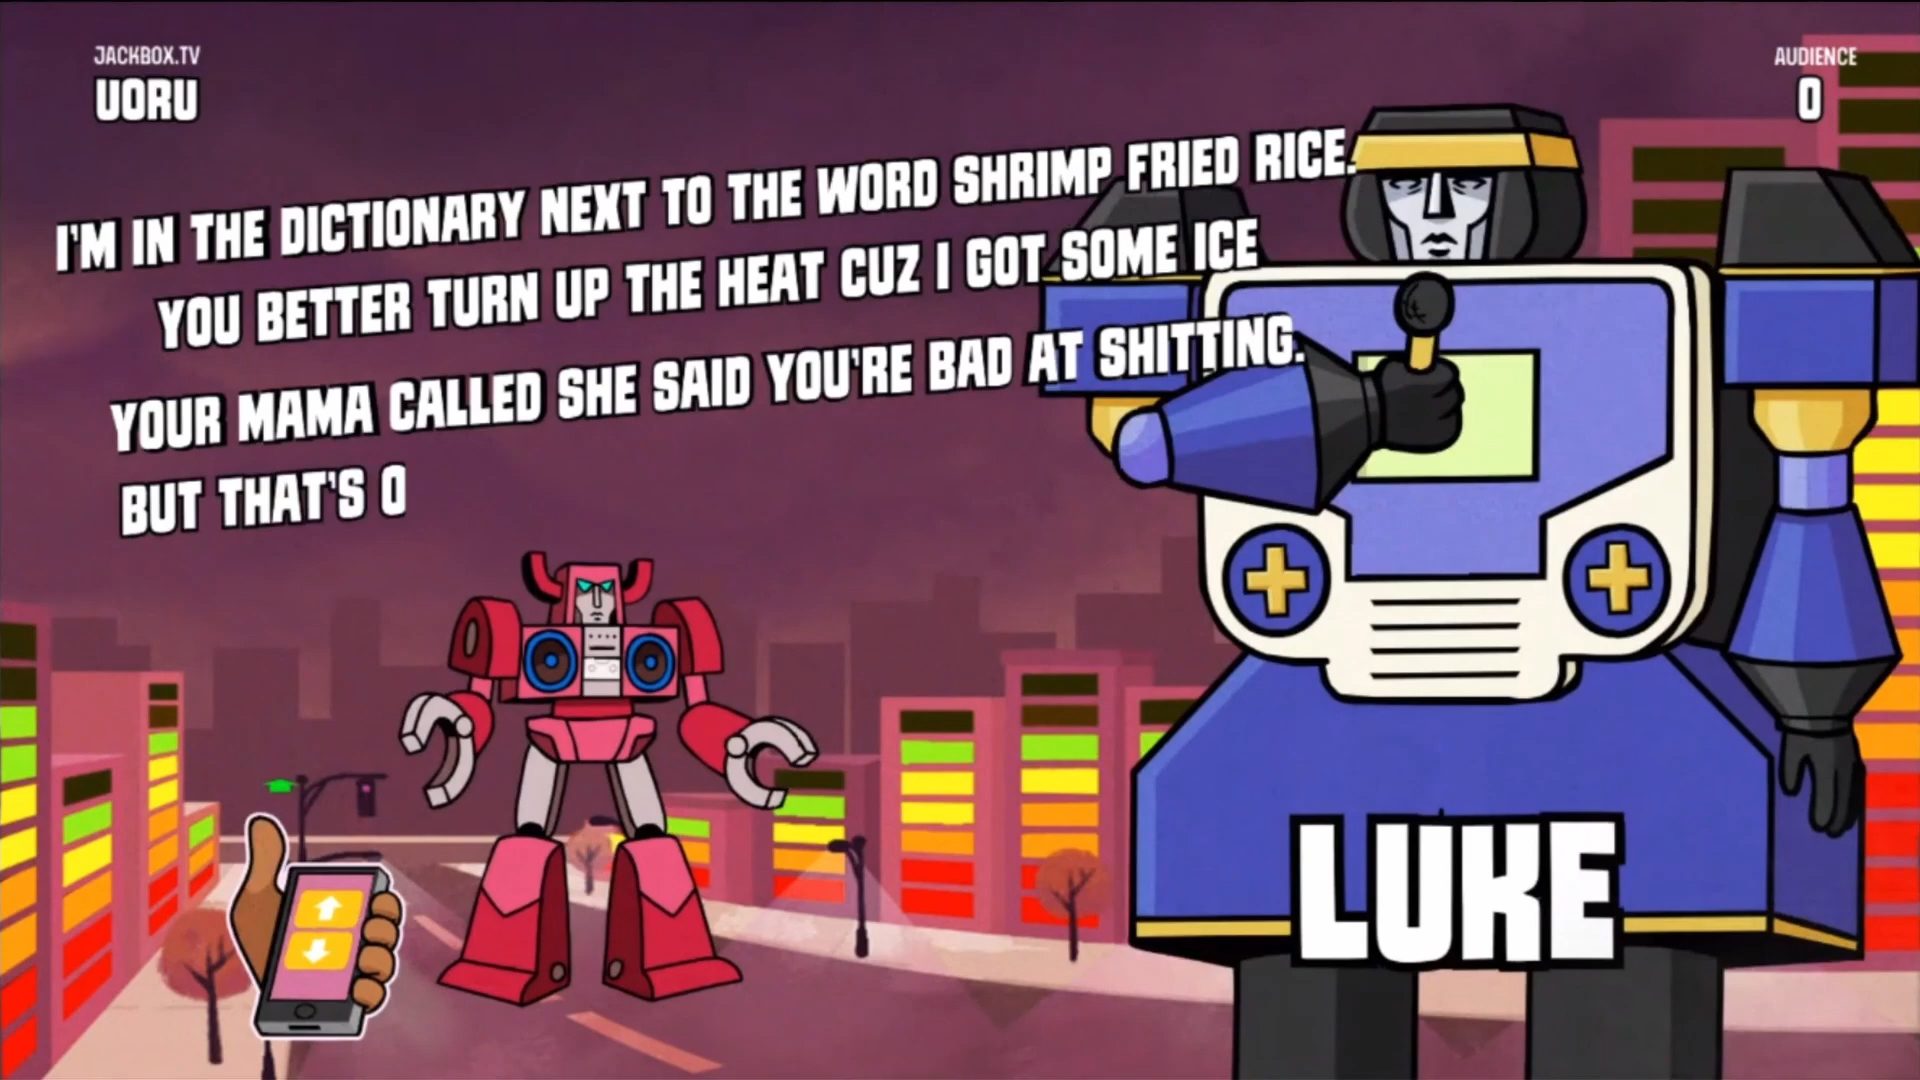 JACKBOX.TV
UORU
AUDIENCE
0
I'M IN THE DICTIONARY NEXT TO THE WORD SHRIMP FRIED RICE.
YOU BETTER TURN UP THE HEAT CUZ I GOT SOME ICE
YOUR MAMA CALLED SHE SAID YOU'RE BAD AT SHITTING.
BUT THAT'S O
LUKE